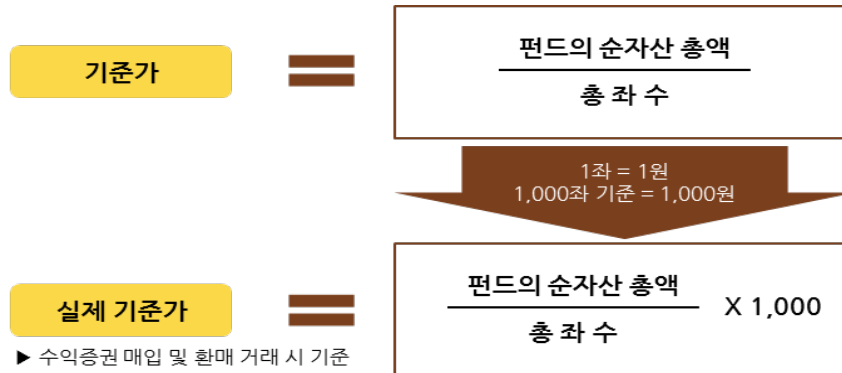 기준가
펀드의 순자산 총액
총 좌 수
1좌 = 1원
1,000좌 기준 = 1,000원
실제 기준가
펀드의 순자산 총액
총 좌 수
X 1,000
▶ 수익증권 매입 및 환매 거래 시 기준